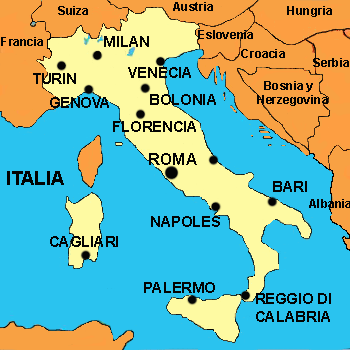 Suiza
Austria
Hungria
Eslovenia
Francia
MILAN
Croacia
Serbia
TURIN
VENECIA
Bosnia y
Herzegovina
GENOVA
BOLONIA
FLORENCIA
ROMA
ITALIA
BARI
Albania
NAPOLES
CAGLIARI
PALERMO
REGGIO DI
CALABRIA